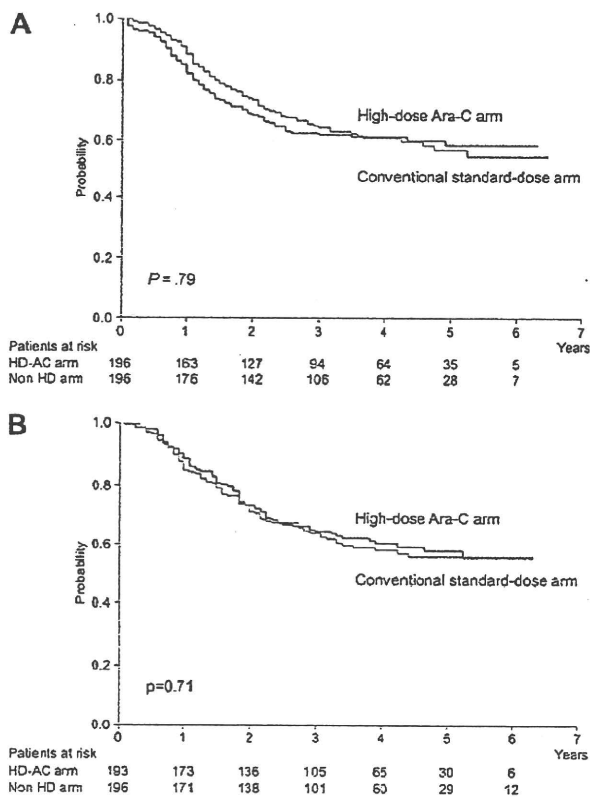 A
1.0
High-dose Ara-C arm
0.8
0.6
Conventional standard-dose arm
Probability
0.4
0.2
P = .79
0.0
0 1 2 3 4 5 6 7
Patients at risk Years
HD-AC arm 196 163 127 94 64 35 5
Non HD arm 196 176 142 106 62 28 7
B
1.0
0.8
High-dose Ara-C arm
0.6
Conventional standard-dose arm
Probability
0.4
0.2
p=0.71
0.0
0 1 2 3 4 5 6 7
Patients at risk Years
HD-AC arm 193 173 136 105 65 30 6
Non HD arm 196 171 138 101 60 29 12